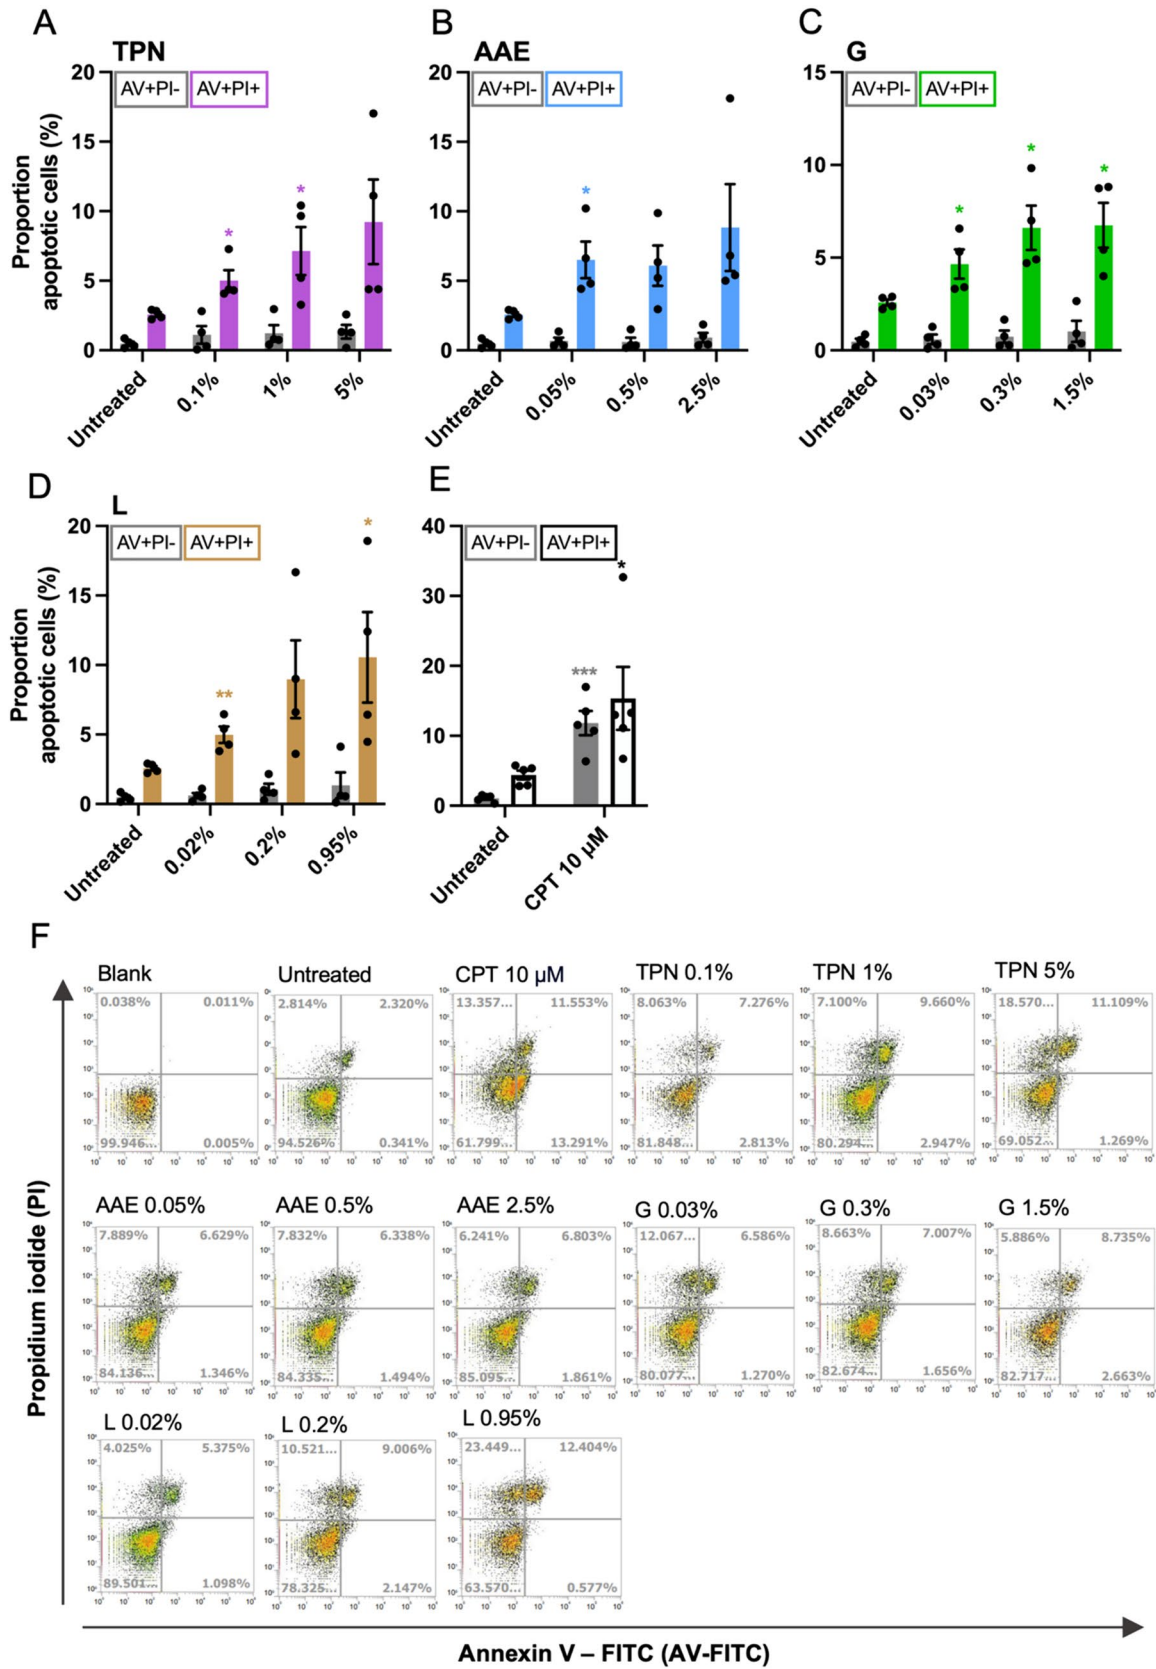 A
TPN
AV+PI- AV+PI+
Proportion
apoptotic cells (%)
20
15
10
5
0
*
*
Untreated
0.1%
1%
5%
B
AAE
AV+PI- AV+PI+
20
15
10
5
0
*
Untreated
0.05%
0.5%
2.5%
C
G
AV+PI- AV+PI+
15
10
5
0
*
*
*
Untreated
0.03%
0.3%
1.5%
D
L
AV+PI- AV+PI+
Proportion
apoptotic cells (%)
20
15
10
5
0
**
*
Untreated
0.02%
0.2%
0.95%
E
AV+PI- AV+PI+
40
30
20
10
0
***
*
Untreated
CPT 10 µM
F
Propidium iodide (PI)
Blank
0.038% 0.011%
99.946... 0.005%
Untreated
2.814% 2.320%
94.526% 0.341%
CPT 10 µM
13.357... 11.553%
61.799... 13.291%
TPN 0.1%
8.063% 7.276%
81.848... 2.813%
TPN 1%
7.100% 9.660%
80.294... 2.947%
TPN 5%
18.570... 11.109%
69.052... 1.269%
AAE 0.05%
7.889% 6.629%
84.136... 1.346%
AAE 0.5%
7.832% 6.338%
84.335... 1.494%
AAE 2.5%
6.241% 6.803%
85.095... 1.861%
G 0.03%
12.067... 6.586%
80.077... 1.270%
G 0.3%
8.663% 7.007%
82.674... 1.656%
G 1.5%
5.886% 8.735%
82.717... 2.663%
L 0.02%
4.025% 5.375%
89.501... 1.098%
L 0.2%
10.521... 9.006%
78.325... 2.147%
L 0.95%
23.449... 12.404%
63.570... 0.577%
Annexin V – FITC (AV-FITC)